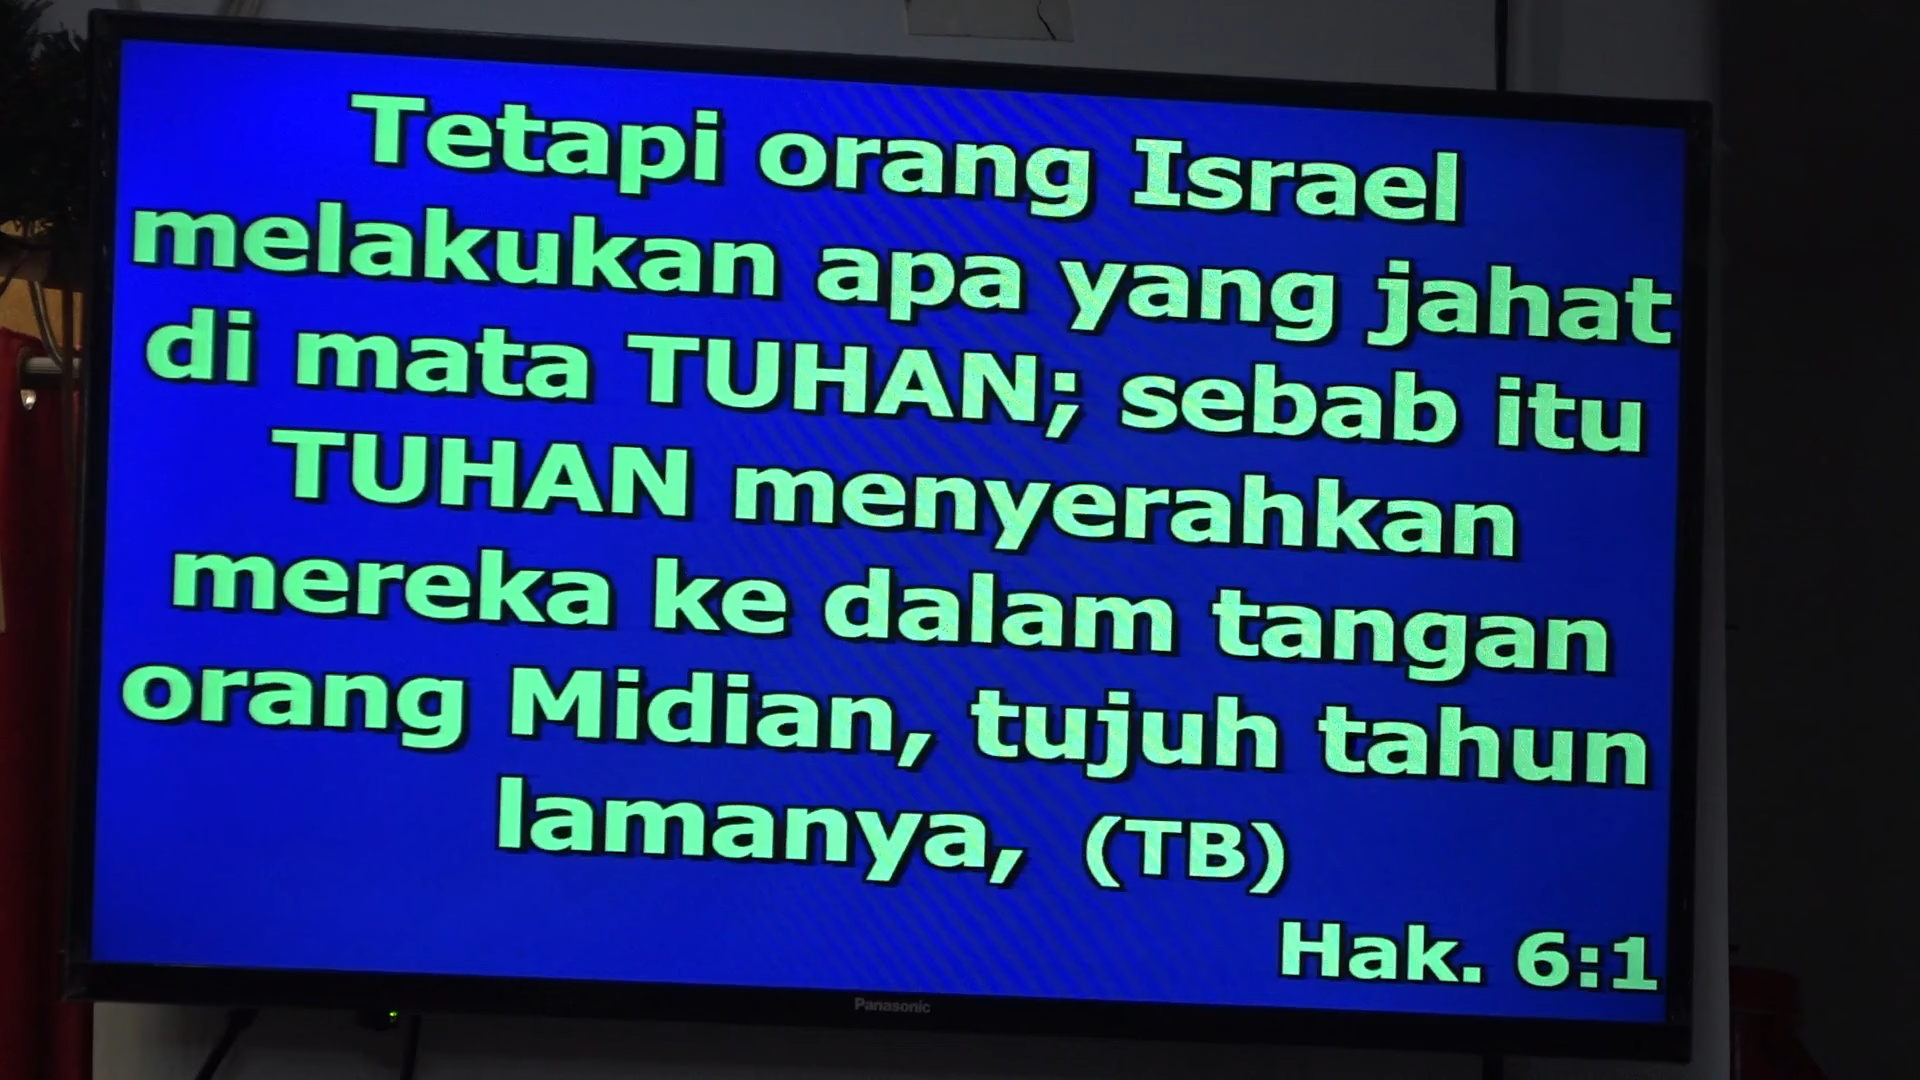 Tetapi orang Israel
melakukan apa yang jahat
di mata TUHAN; sebab itu
TUHAN menyerahkan
mereka ke dalam tangan
orang Midian, tujuh tahun
lamanya, (TB)
Hak. 6:1
Panasonic